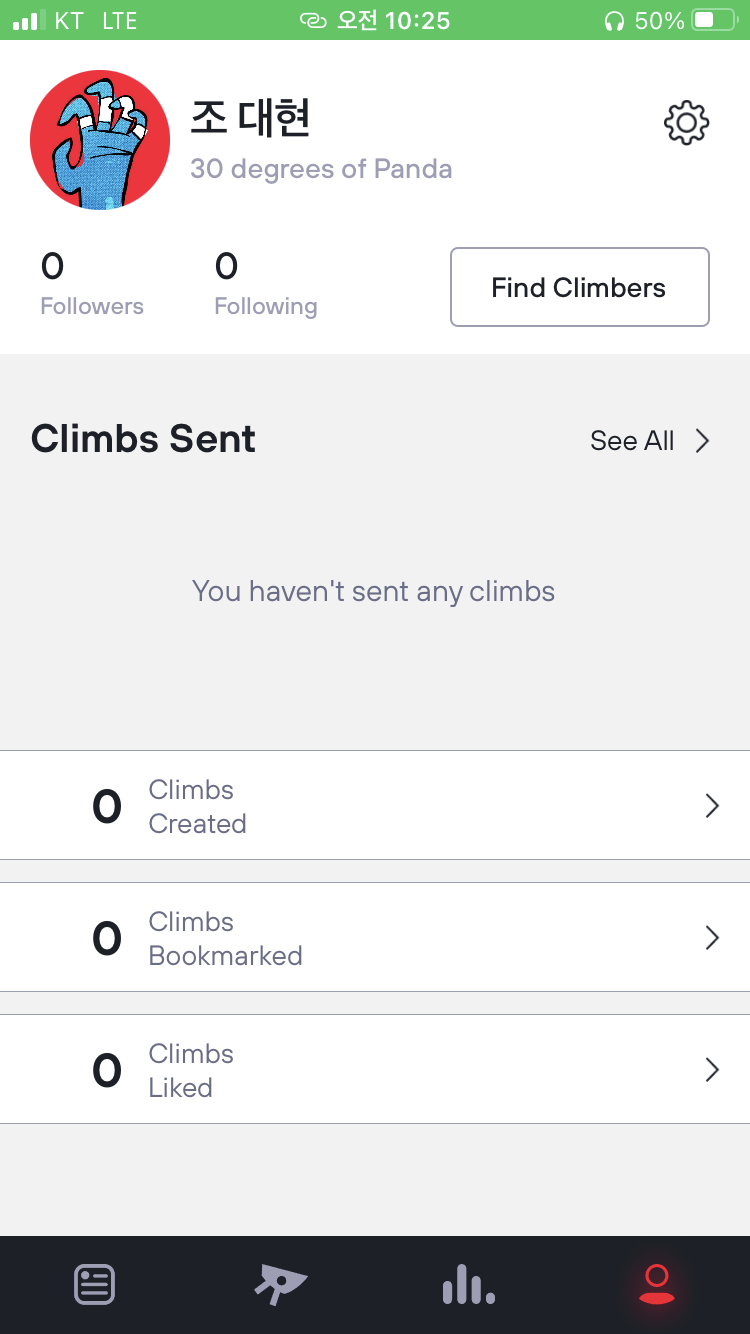 KT LTE 오전 10:25 50%
조 대현
30 degrees of Panda
0 0
Followers Following
Find Climbers
Climbs Sent See All
You haven't sent any climbs
0 Climbs
Created
0 Climbs
Bookmarked
0 Climbs
Liked